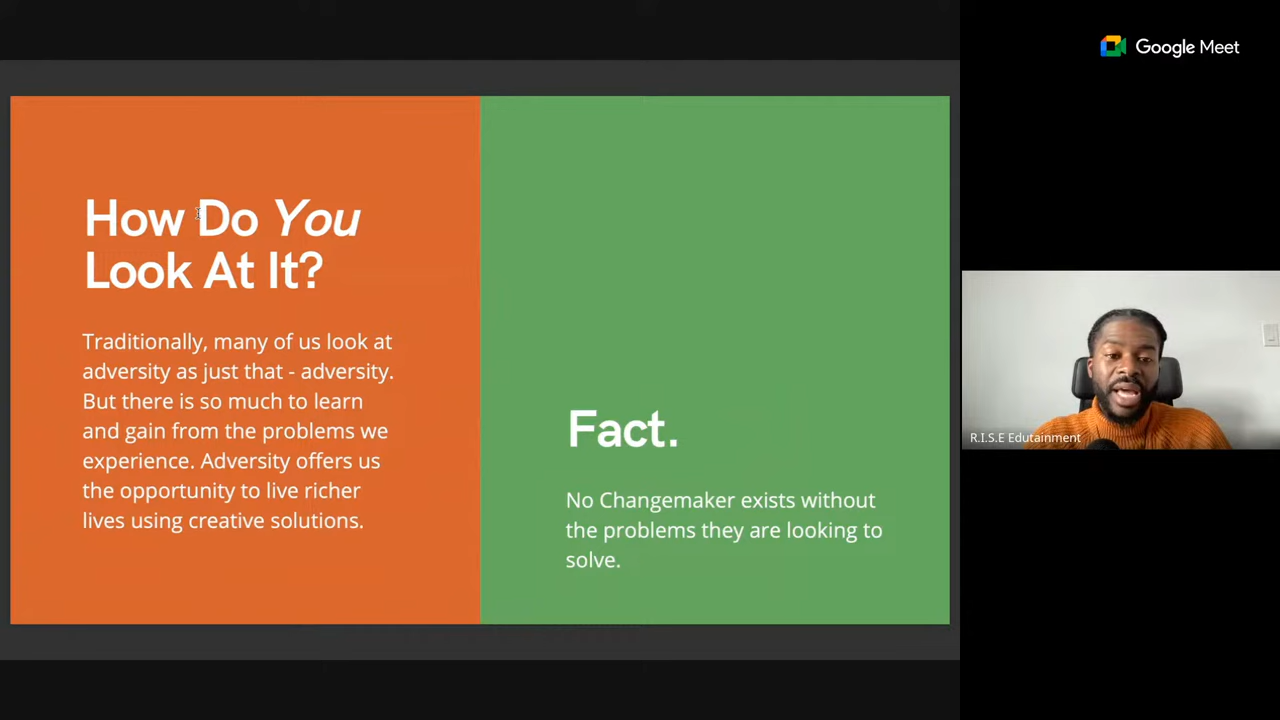 Google Meet
How Do You
Look At It?
Traditionally, many of us look at
adversity as just that - adversity.
But there is so much to learn
and gain from the problems we
experience. Adversity offers us
the opportunity to live richer
lives using creative solutions.
Fact.
No Changemaker exists without
the problems they are looking to
solve.
R.I.S.E Edutainment